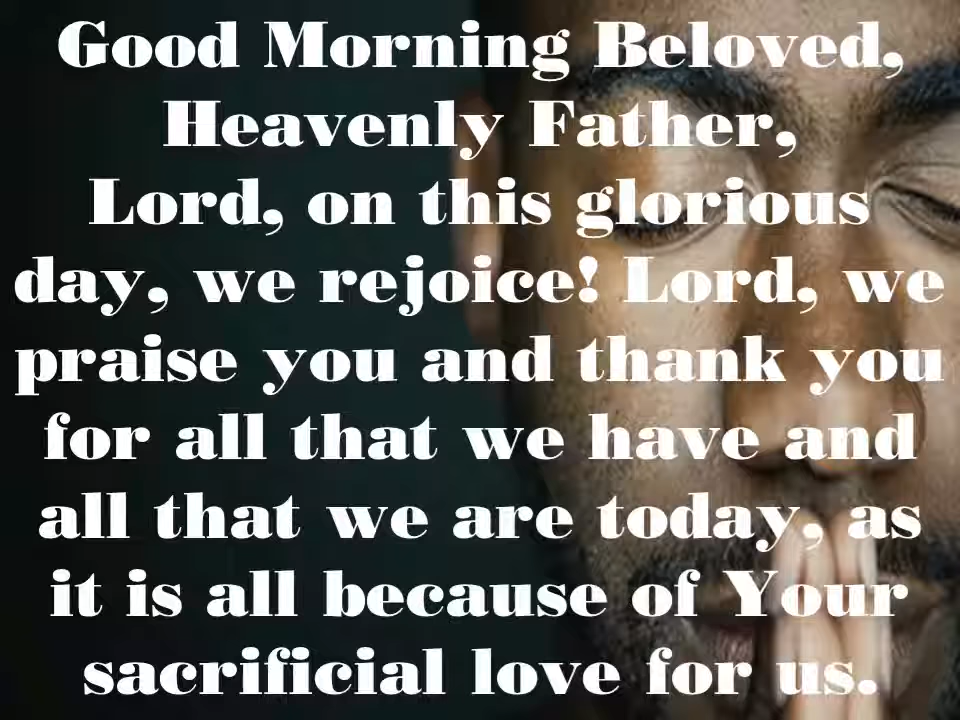 Good Morning Beloved,
Heavenly Father,
Lord, on this glorious
day, we rejoice! Lord, we
praise you and thank you
for all that we have and
all that we are today, as
it is all because of Your
sacrificial love for us.